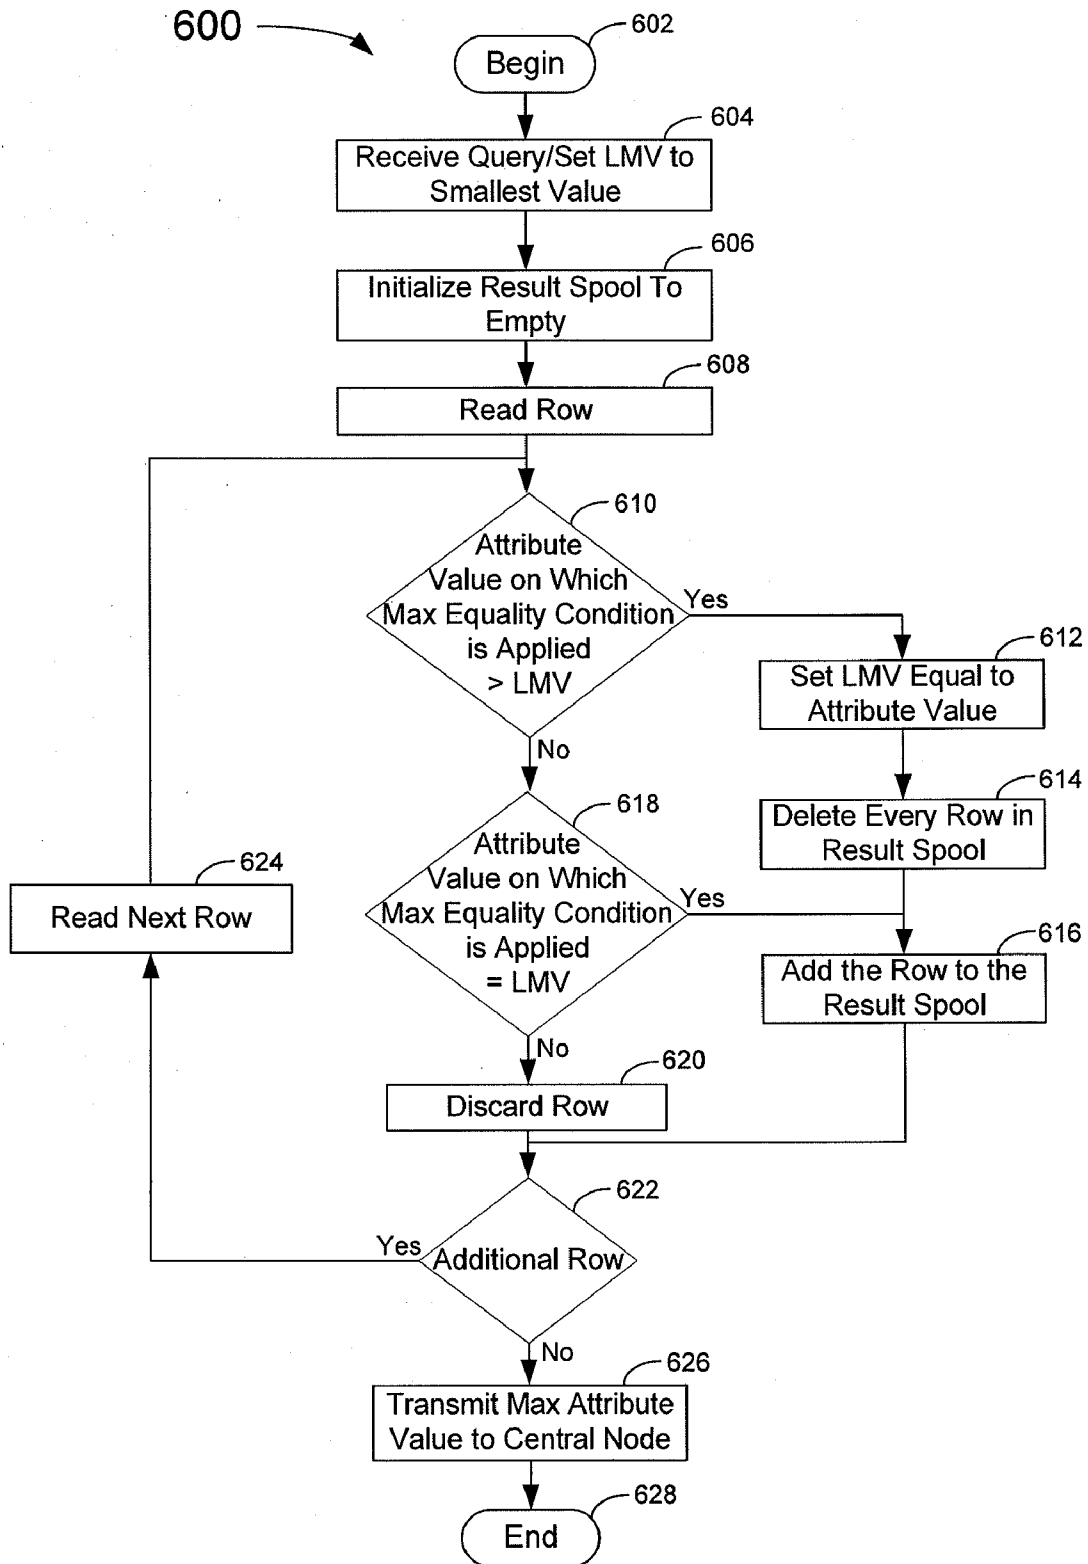 600
602
Begin
604
Receive Query/Set LMV to
Smallest Value
606
Initialize Result Spool To
Empty
608
Read Row
610
Attribute
Value on Which
Max Equality Condition
is Applied
> LMV
Yes
No
612
Set LMV Equal to
Attribute Value
614
Delete Every Row in
Result Spool
618
Attribute
Value on Which
Max Equality Condition
is Applied
= LMV
Yes
No
616
Add the Row to the
Result Spool
624
Read Next Row
620
Discard Row
622
Additional Row
Yes
No
626
Transmit Max Attribute
Value to Central Node
628
End